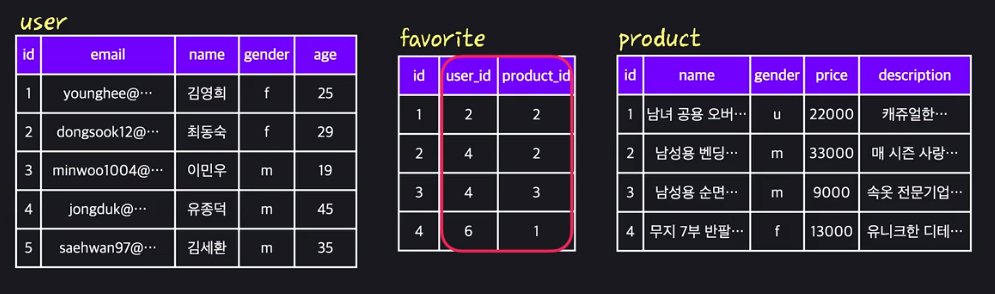 user
id email name gender age
1 younghee@··· 김영희 f 25
2 dongsook12@··· 최동숙 f 29
3 minwoo1004@··· 이민우 m 19
4 jongduk@··· 유종덕 m 45
5 saehwan97@··· 김세환 m 35
favorite
id user_id product_id
1 2 2
2 4 2
3 4 3
4 6 1
product
id name gender price description
1 남녀 공용 오버··· u 22000 캐쥬얼한···
2 남성용 벤딩··· m 33000 매 시즌 사랑···
3 남성용 순면··· m 9000 속옷 전문기업···
4 무지 7부 반팔··· f 13000 유니크한 디테···